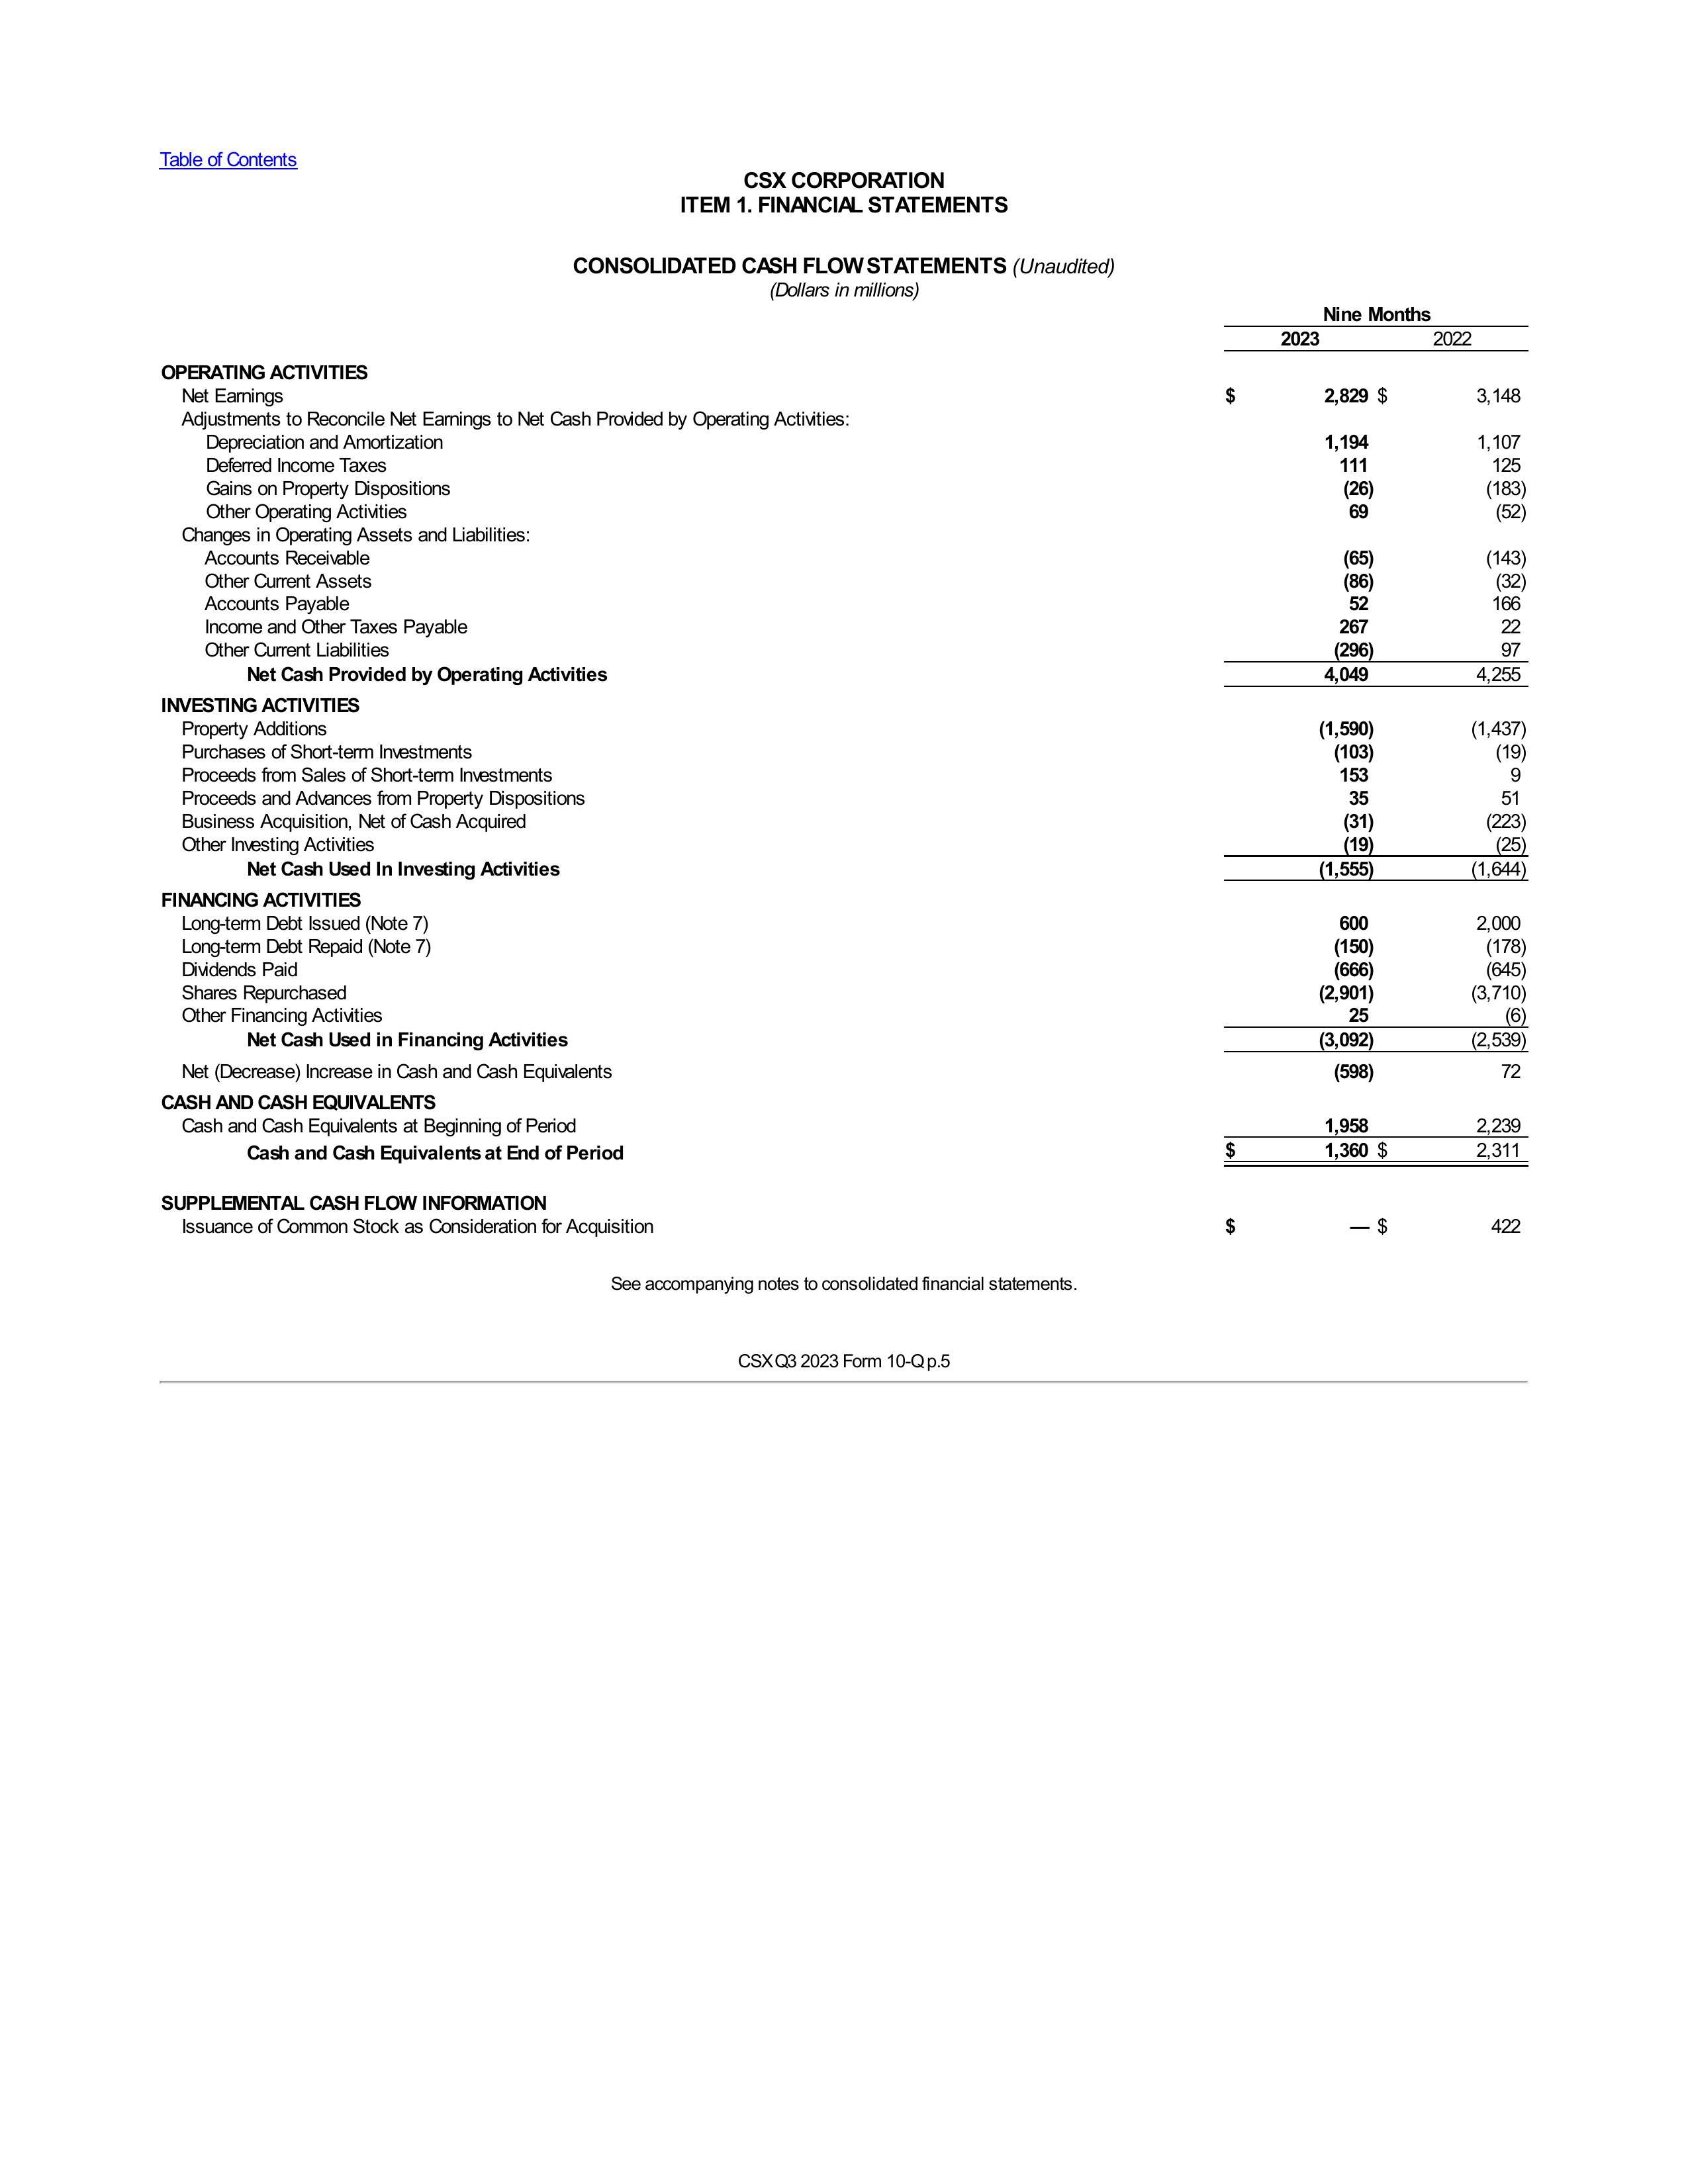 Table of Contents
CSX CORPORATION
ITEM 1. FINANCIAL STATEMENTS
CONSOLIDATED CASH FLOW STATEMENTS (Unaudited)
(Dollars in millions)
Nine Months
2023 2022
OPERATING ACTIVITIES
Net Earnings $ 2,829 $ 3,148
Adjustments to Reconcile Net Earnings to Net Cash Provided by Operating Activities:
Depreciation and Amortization 1,194 1,107
Deferred Income Taxes 111 125
Gains on Property Dispositions (26) (183)
Other Operating Activities 69 (52)
Changes in Operating Assets and Liabilities:
Accounts Receivable (65) (143)
Other Current Assets (86) (32)
Accounts Payable 52 166
Income and Other Taxes Payable 267 22
Other Current Liabilities (296) 97
Net Cash Provided by Operating Activities 4,049 4,255
INVESTING ACTIVITIES
Property Additions (1,590) (1,437)
Purchases of Short-term Investments (103) (19)
Proceeds from Sales of Short-term Investments 153 9
Proceeds and Advances from Property Dispositions 35 51
Business Acquisition, Net of Cash Acquired (31) (223)
Other Investing Activities (19) (25)
Net Cash Used In Investing Activities (1,555) (1,644)
FINANCING ACTIVITIES
Long-term Debt Issued (Note 7) 600 2,000
Long-term Debt Repaid (Note 7) (150) (178)
Dividends Paid (666) (645)
Shares Repurchased (2,901) (3,710)
Other Financing Activities 25 (6)
Net Cash Used in Financing Activities (3,092) (2,539)
Net (Decrease) Increase in Cash and Cash Equivalents (598) 72
CASH AND CASH EQUIVALENTS
Cash and Cash Equivalents at Beginning of Period 1,958 2,239
Cash and Cash Equivalents at End of Period $ 1,360 $ 2,311
SUPPLEMENTAL CASH FLOW INFORMATION
Issuance of Common Stock as Consideration for Acquisition $ — $ 422
See accompanying notes to consolidated financial statements.
CSX Q3 2023 Form 10-Q p.5